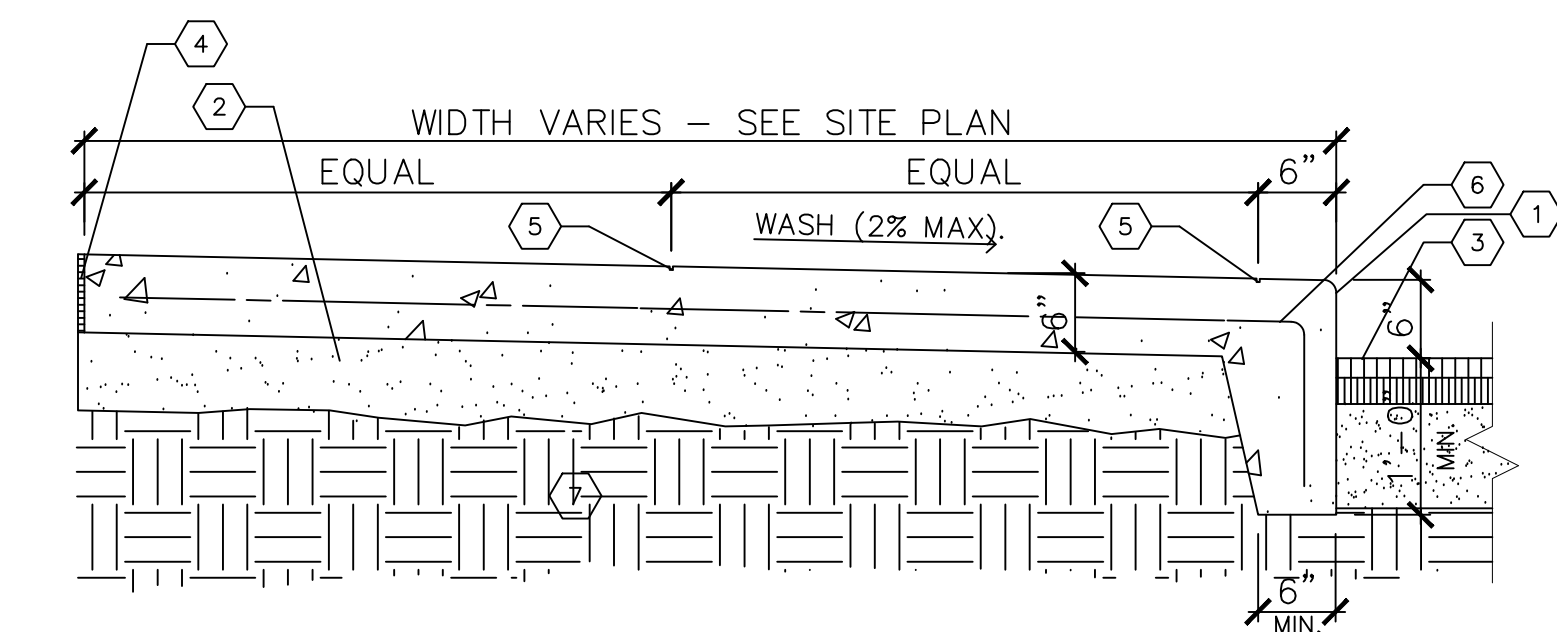 4
2
WIDTH VARIES – SEE SITE PLAN
EQUAL
EQUAL
6"
6
5
WASH (2% MAX).
5
1
3
6"
6"
1'-0"
MIN.
7
6"
MIN.